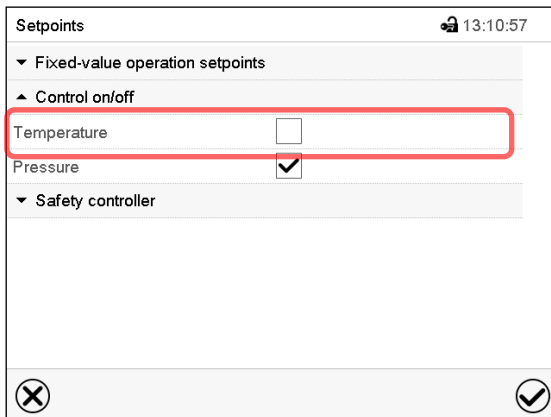 Setpoints 13:10:57
Fixed-value operation setpoints
Control on/off
Temperature
Pressure
Safety controller